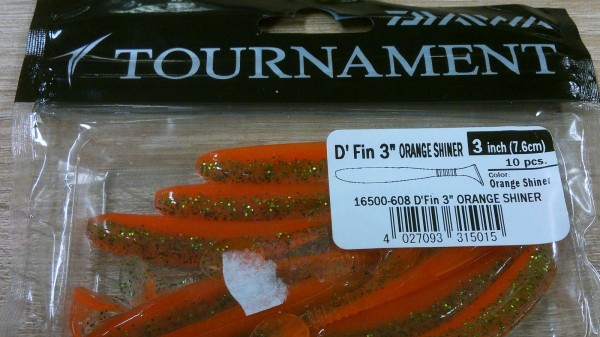 DAIWA
TOURNAMENT
D' Fin 3" ORANGE SHINER 3 inch (7.6cm)
10 pcs.
Color:
Orange Shiner
16500-608 D'Fin 3" ORANGE SHINER
4 027093 315015